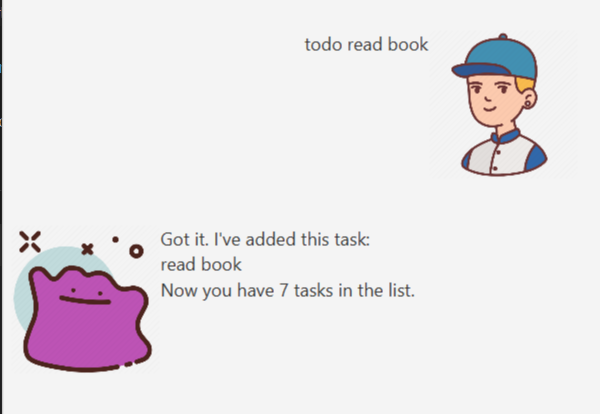 todo read book
Got it. I've added this task:
read book
Now you have 7 tasks in the list.